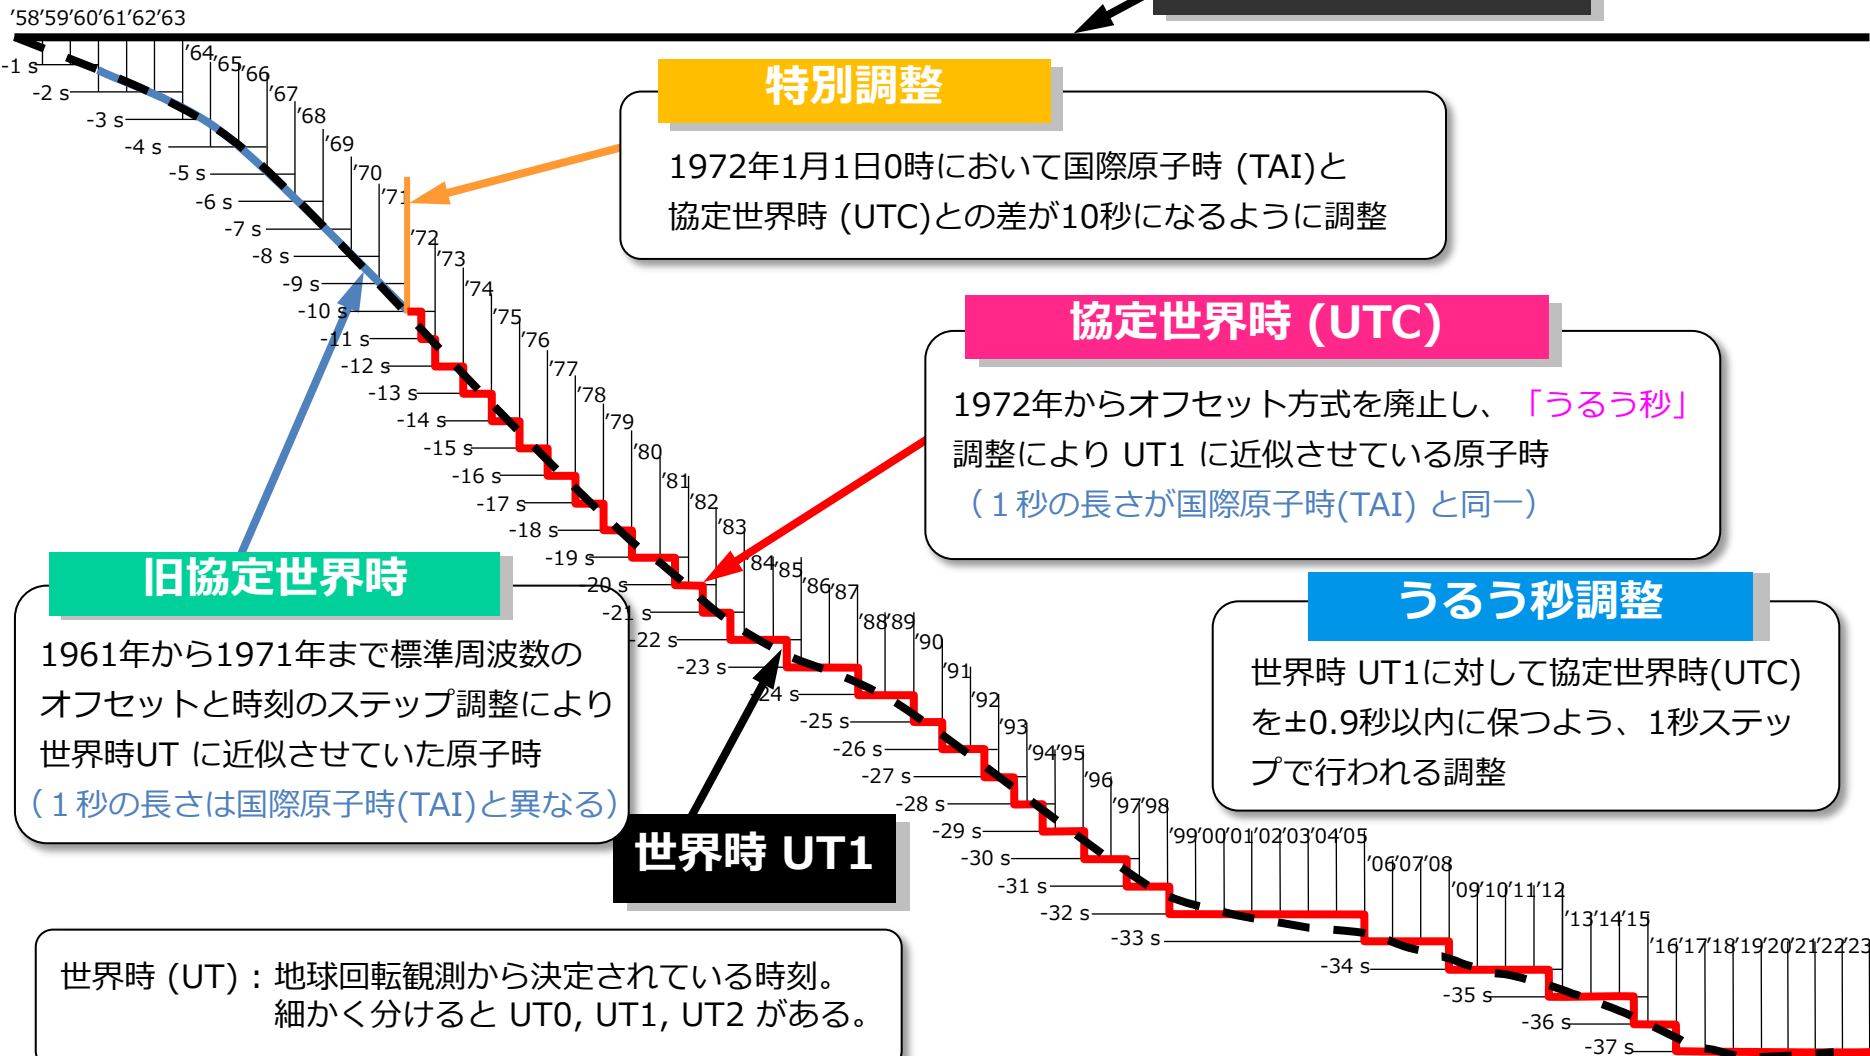 '58'59'60'61'62'63
'64
'65
'66
'67
'68
'69
'70
'71
'72
'73
'74
'75
'76
'77
'78
'79
'80
'81
'82
'83
'84
'85
'86
'87
'88
'89
'90
'91
'92
'93
'94
'95
'96
'97
'98
'99'00'01'02'03'04'05
'06'07'08
'09'10'11'12
'13'14'15
'16'17'18'19'20'21'22'23
-1 s
-2 s
-3 s
-4 s
-5 s
-6 s
-7 s
-8 s
-9 s
-10 s
-11 s
-12 s
-13 s
-14 s
-15 s
-16 s
-17 s
-18 s
-19 s
-20 s
-21 s
-22 s
-23 s
-24 s
-25 s
-26 s
-27 s
-28 s
-29 s
-30 s
-31 s
-32 s
-33 s
-34 s
-35 s
-36 s
-37 s
特別調整
1972年1月1日0時において国際原子時 (TAI)と
協定世界時 (UTC)との差が10秒になるように調整
協定世界時 (UTC)
1972年からオフセット方式を廃止し、「うるう秒」
調整により UT1 に近似させている原子時
（１秒の長さが国際原子時(TAI) と同一）
旧協定世界時
1961年から1971年まで標準周波数の
オフセットと時刻のステップ調整により
世界時UT に近似させていた原子時
（１秒の長さは国際原子時(TAI)と異なる）
うるう秒調整
世界時 UT1に対して協定世界時(UTC)
を±0.9秒以内に保つよう、1秒ステッ
プで行われる調整
世界時 UT1
世界時 (UT)：地球回転観測から決定されている時刻。
細かく分けると UT0, UT1, UT2 がある。